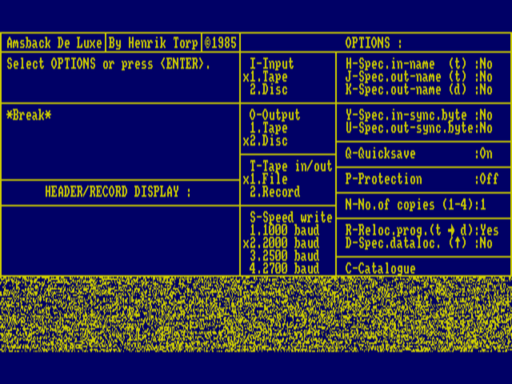 Amsback De Luxe By Henrik Torp ©1985
Select OPTIONS or press <ENTER>.
*Break*
HEADER/RECORD DISPLAY :
I-Input
x1.Tape
2.Disc
O-Output
1.Tape
x2.Disc
T-Tape in/out
x1.File
2.Record
S-Speed write
1.1000 baud
x2.2000 baud
3.2500 baud
4.2700 baud
OPTIONS :
H-Spec.in-name (t) :No
J-Spec.out-name (t) :No
K-Spec.out-name (d) :No
Y-Spec.in-sync.byte :No
U-Spec.out-sync.byte:No
Q-Quicksave :On
P-Protection :Off
N-No.of copies (1-4):1
R-Reloc.prog.(t → d):Yes
D-Spec.dataloc. (↑) :No
C-Catalogue